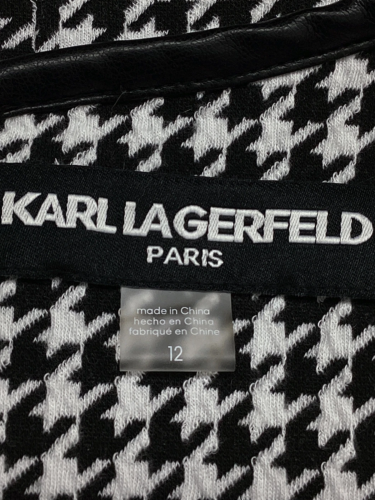 KARL LAGERFELD
PARIS
made in China
hecho en China
fabriqué en Chine
12